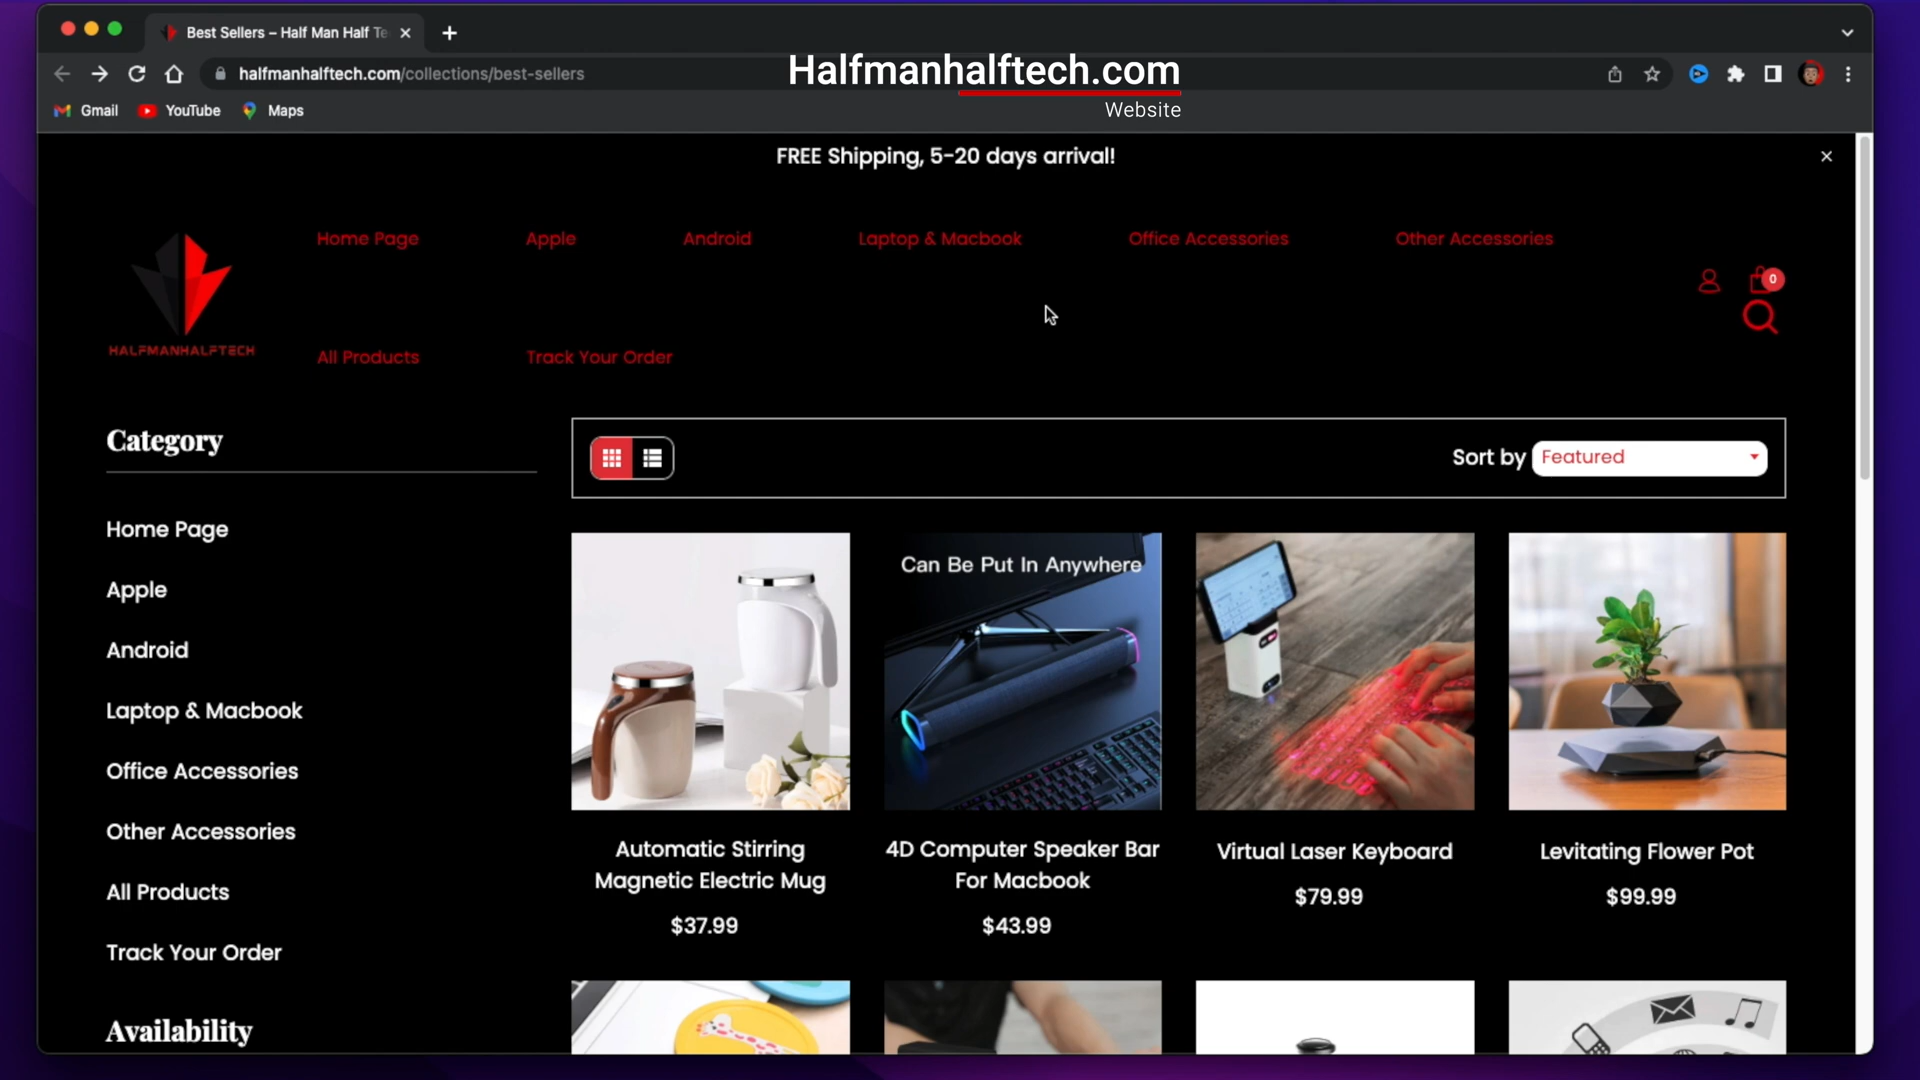 Best Sellers – Half Man Half Te
halfmanhalftech.com/collections/best-sellers
Halfmanhalftech.com
Website
Gmail
YouTube
Maps
FREE Shipping, 5-20 days arrival!
Home Page
Apple
Android
Laptop & Macbook
Office Accessories
Other Accessories
0
HALFMANHALFTECH
All Products
Track Your Order
Category
Sort by
Featured
Home Page
Apple
Android
Laptop & Macbook
Office Accessories
Other Accessories
All Products
Track Your Order
Availability
Can Be Put In Anywhere
Automatic Stirring
Magnetic Electric Mug
$37.99
4D Computer Speaker Bar
For Macbook
$43.99
Virtual Laser Keyboard
$79.99
Levitating Flower Pot
$99.99